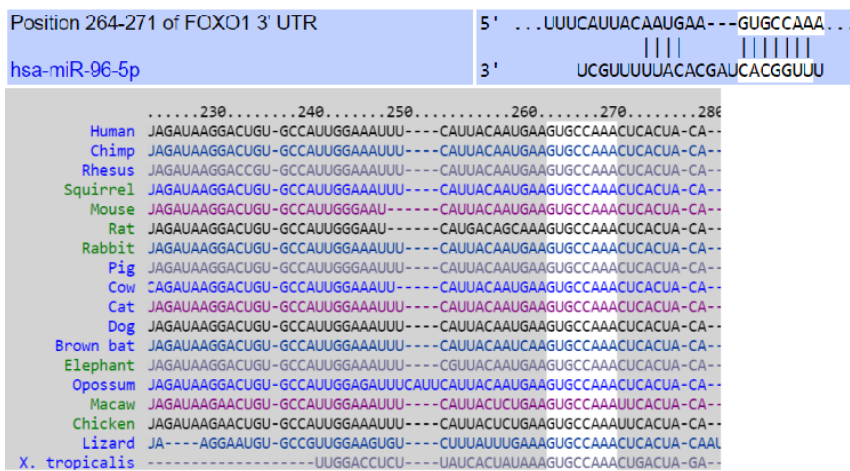 Position 264-271 of FOXO1 3' UTR 5' ...UUUCAUUACAAUGAA---GUGCCAAA...
hsa-miR-96-5p 3' UCGUUUUUACACGAUCACGGUUU
......230........240.......250............260.......270........280
Human JAGAUAAGGACUGU-GCCAUUGGAAAUUU----CAUUACAAUGAAGUGCCAAACUCACUA-CA--
Chimp JAGAUAAGGACUGU-GCCAUUGGAAAUUU----CAUUACAAUGAAGUGCCAAACUCACUA-CA--
Rhesus JAGAUAAGGACCGU-GCCAUUGGAAAUUU----CAUUACAAUGAAGUGCCAAACUCACUA-CA--
Squirrel JAGAUAAGGACUGU-GCCAUUGGAAAUUU----CAUUACAAUGAAGUGCCAAACUCACUA-CA--
Mouse JAGAUAAGGACUGU-GCCAUUGGGAAU------CAUUACAAUGAAGUGCCAAACUCACUA-CA--
Rat JAGAUAAGGACUGU-GCCAUUGGGAAU------CAUGACAGCAAAGUGCCAAACUCACUA-CA--
Rabbit JAGAUAAGGACUGU-GCCAUUGGAAAUUU----CAUUACAAUGAAGUGCCAAACUCACUA-CA--
Pig JAGAUAAGGACUGU-GCCAUUGGGAAUUU----CAUUACAAUGAAGUGCCAAACUCACUA-CA--
Cow CAGAUAAGGACUGU-GCCAUUGGAAAUU-----CAUUACAAUGAAGUGCCAAACUCACUA-CA--
Cat JAGAUAAGGACUGU-GCCAUUGGAAAUUU----CAUUACAAUGAAGUGCCAAACUCACUA-CA--
Dog JAGAUAAGGACUGU-GCCAUUGGAAAUUU----CAUUACAAUGAAGUGCCAAACUCACUA-CA--
Brown bat JAGAUAAGGACUGU-GCCAUUGGAAAUUU----CAUUACAAUCAAGUGCCAAACUCACUA-CA--
Elephant JAGAUAAGGACUGU-GCCAUUGGAAAUUU----CGUUACAAUGAAGUGCCAAACUCACUA-CA--
Opossum JAGAUAAGGACUGU-GCCAUUGGAGAUUUCAUUCAUUACAAUGAAGUGCCAAACUCACUA-CA--
Macaw JAGAUAAGAACUGU-GCCAUUGGAAAUUU----CAUUACUCUGAAGUGCCAAAUUCACUA-CA--
Chicken JAGAUAAGAACUGU-GCCAUUGGAAAUUU----CAUUACUCUGAAGUGCCAAAUUCACUA-CA--
Lizard JA----AGGAAUGU-GCCGUUGGAAGUGU----CUUUAUUUGAAAGUGCCAAACUCACUA-CAAU
X. tropicalis ------------------UUGGACCUCU----UAUCACUAUAAAGUGCCAAACUGACUA-GA--